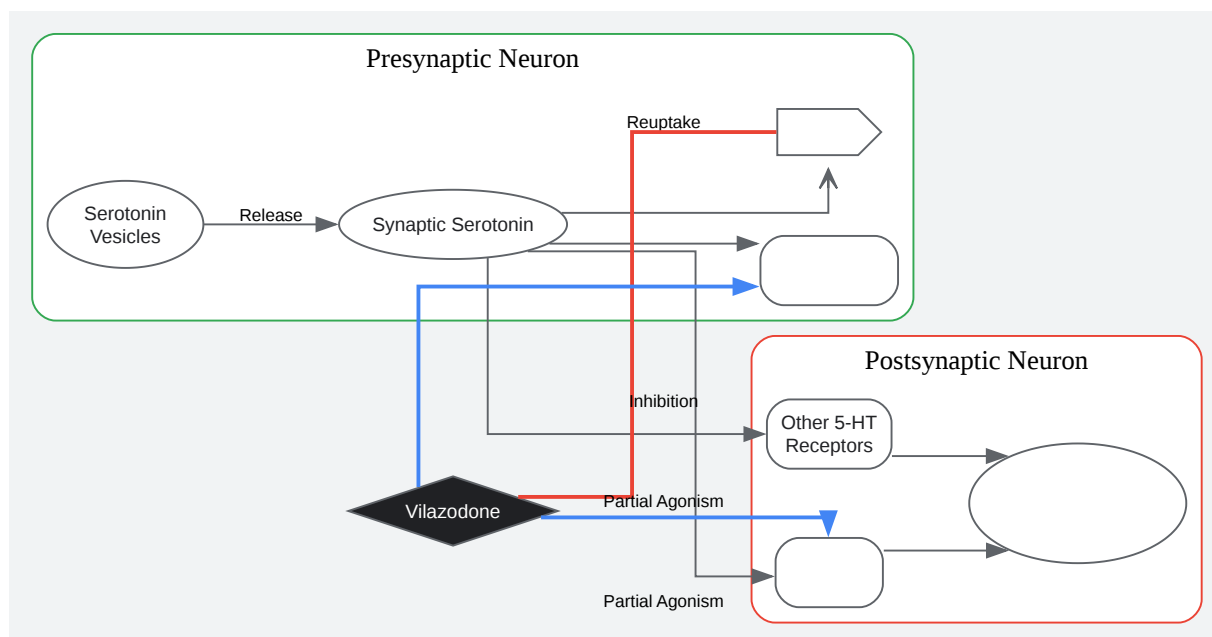 Presynaptic Neuron
Reuptake
Serotonin
Vesicles
Release
Synaptic Serotonin
Postsynaptic Neuron
Inhibition
Other 5-HT
Receptors
Vilazodone
Partial Agonism
Partial Agonism